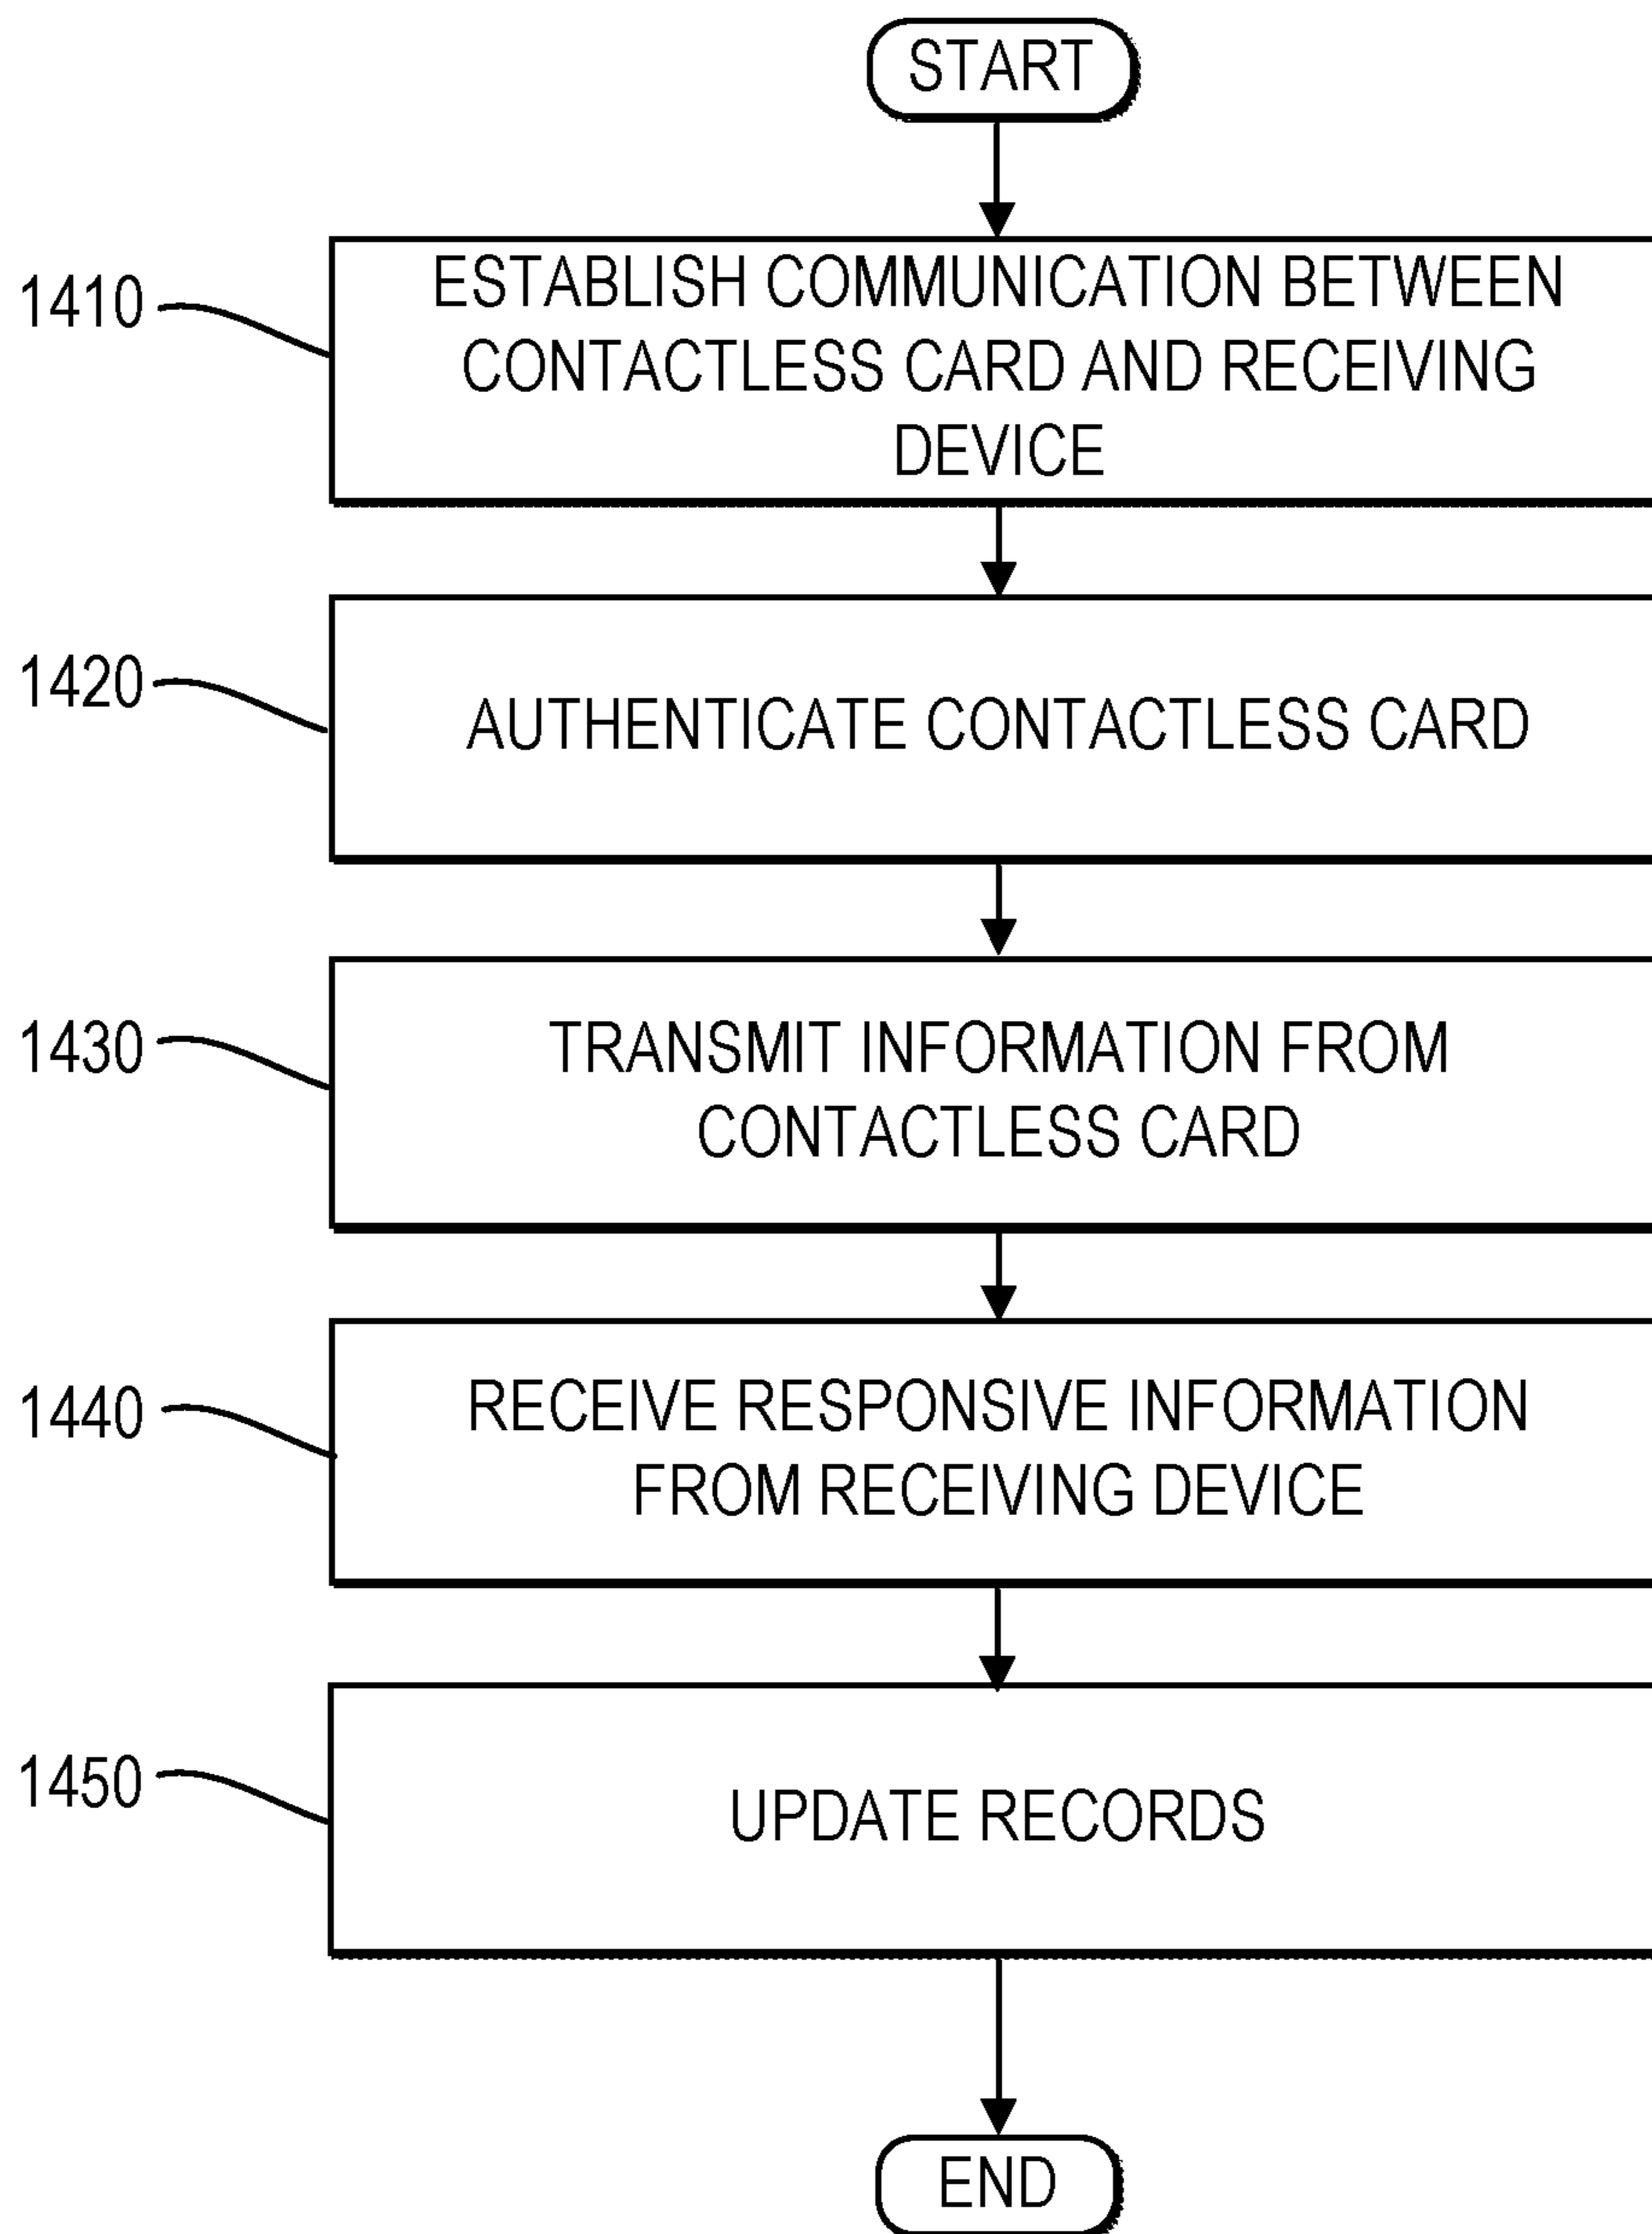 START
1410
ESTABLISH COMMUNICATION BETWEEN
CONTACTLESS CARD AND RECEIVING
DEVICE
1420
AUTHENTICATE CONTACTLESS CARD
1430
TRANSMIT INFORMATION FROM
CONTACTLESS CARD
1440
RECEIVE RESPONSIVE INFORMATION
FROM RECEIVING DEVICE
1450
UPDATE RECORDS
END